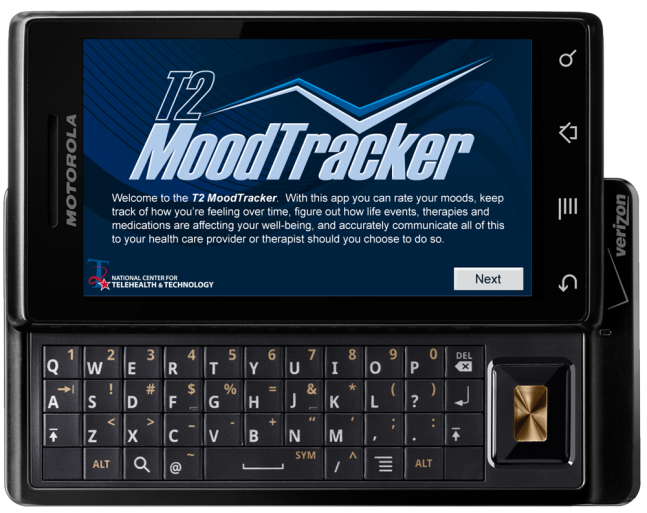 T2
MoodTracker
Welcome to the T2 MoodTracker. With this app you can rate your moods, keep
track of how you're feeling over time, figure out how life events, therapies and
medications are affecting your well-being, and accurately communicate all of this
to your health care provider or therapist should you choose to do so.
T2
NATIONAL CENTER FOR
TELEHEALTH & TECHNOLOGY
Next
MOTOROLA
verizon
Q 1 W 2 E 3 R 4 T 5 Y 6 U 7 I 8 O 9 P 0 DEL
A S ! D # F $ G % H = J & K * L ( ? )
Z < X > C - V - B + N " M ' , ; . :
ALT @ ~ SYM / ^ ALT